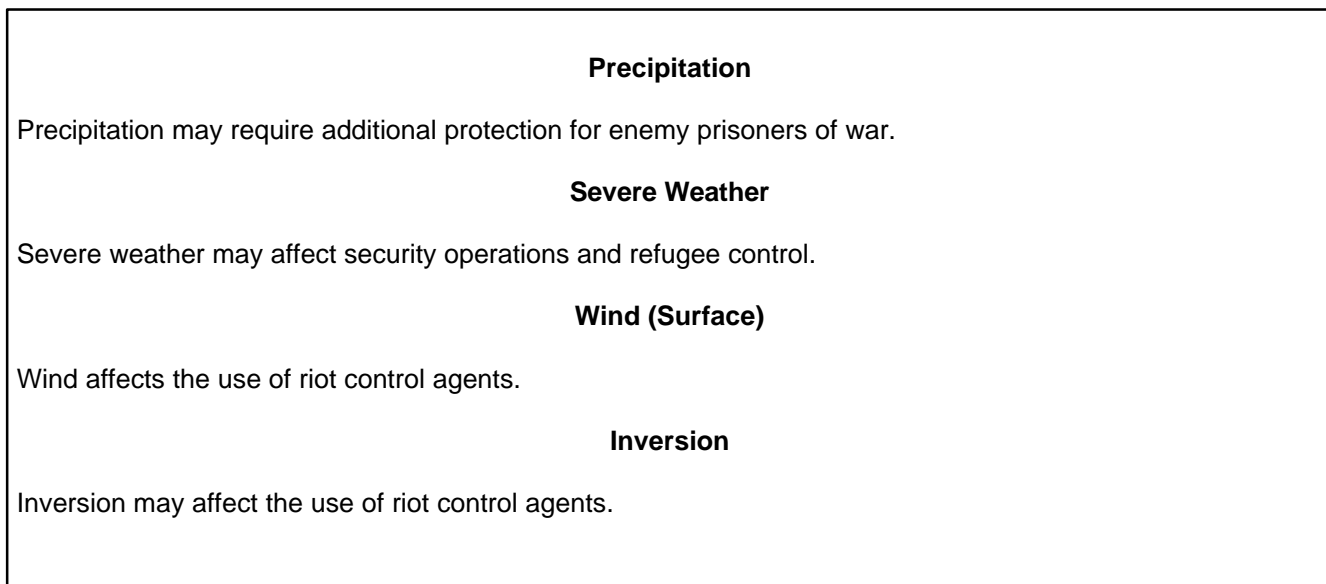 Precipitation
Precipitation may require additional protection for enemy prisoners of war.
Severe Weather
Severe weather may affect security operations and refugee control.
Wind (Surface)
Wind affects the use of riot control agents.
Inversion
Inversion may affect the use of riot control agents.